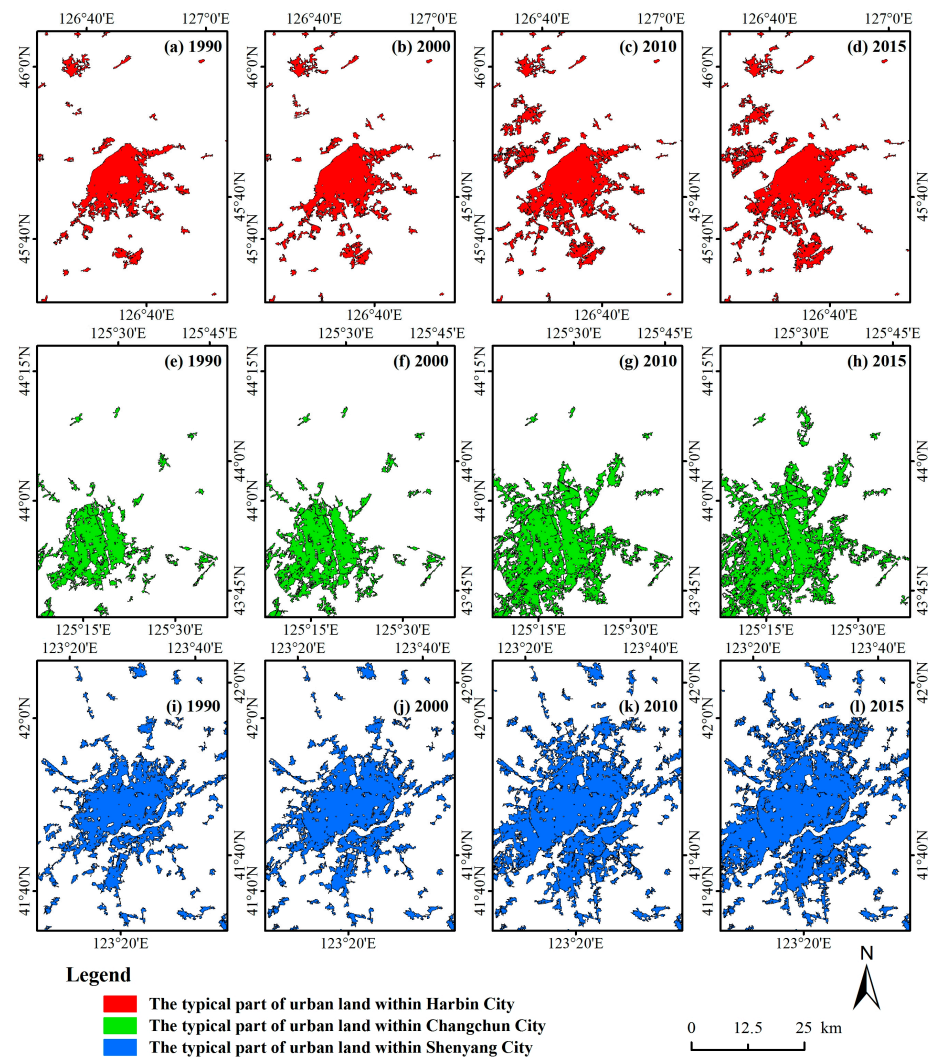 126°40'E 127°0'E 126°40'E 127°0'E 126°40'E 127°0'E 126°40'E 127°0'E
(a) 1990 (b) 2000 (c) 2010 (d) 2015
46°0'N 46°0'N 46°0'N 46°0'N
45°40'N 45°40'N 45°40'N 45°40'N 45°40'N
45°40'N 45°40'N 45°40'N
126°40'E 126°40'E 126°40'E 126°40'E
125°30'E 125°45'E 125°30'E 125°45'E 125°30'E 125°45'E 125°30'E 125°45'E
(e) 1990 (f) 2000 (g) 2010 (h) 2015
44°15'N 44°15'N 44°15'N 44°15'N
44°0'N 44°0'N 44°0'N 44°0'N
44°0'N 44°0'N 44°0'N 44°0'N
43°45'N 43°45'N 43°45'N 43°45'N
125°15'E 125°30'E 125°15'E 125°30'E 125°15'E 125°30'E 125°15'E 125°30'E
123°20'E 123°40'E 123°20'E 123°40'E 123°20'E 123°40'E 123°20'E 123°40'E
(i) 1990 (j) 2000 (k) 2010 (l) 2015
42°0'N 42°0'N 42°0'N 42°0'N
41°40'N 41°40'N 41°40'N 41°40'N
41°40'N 41°40'N 41°40'N 41°40'N
123°20'E 123°20'E 123°20'E 123°20'E
Legend
The typical part of urban land within Harbin City
The typical part of urban land within Changchun City
The typical part of urban land within Shenyang City
N
0 12.5 25 km